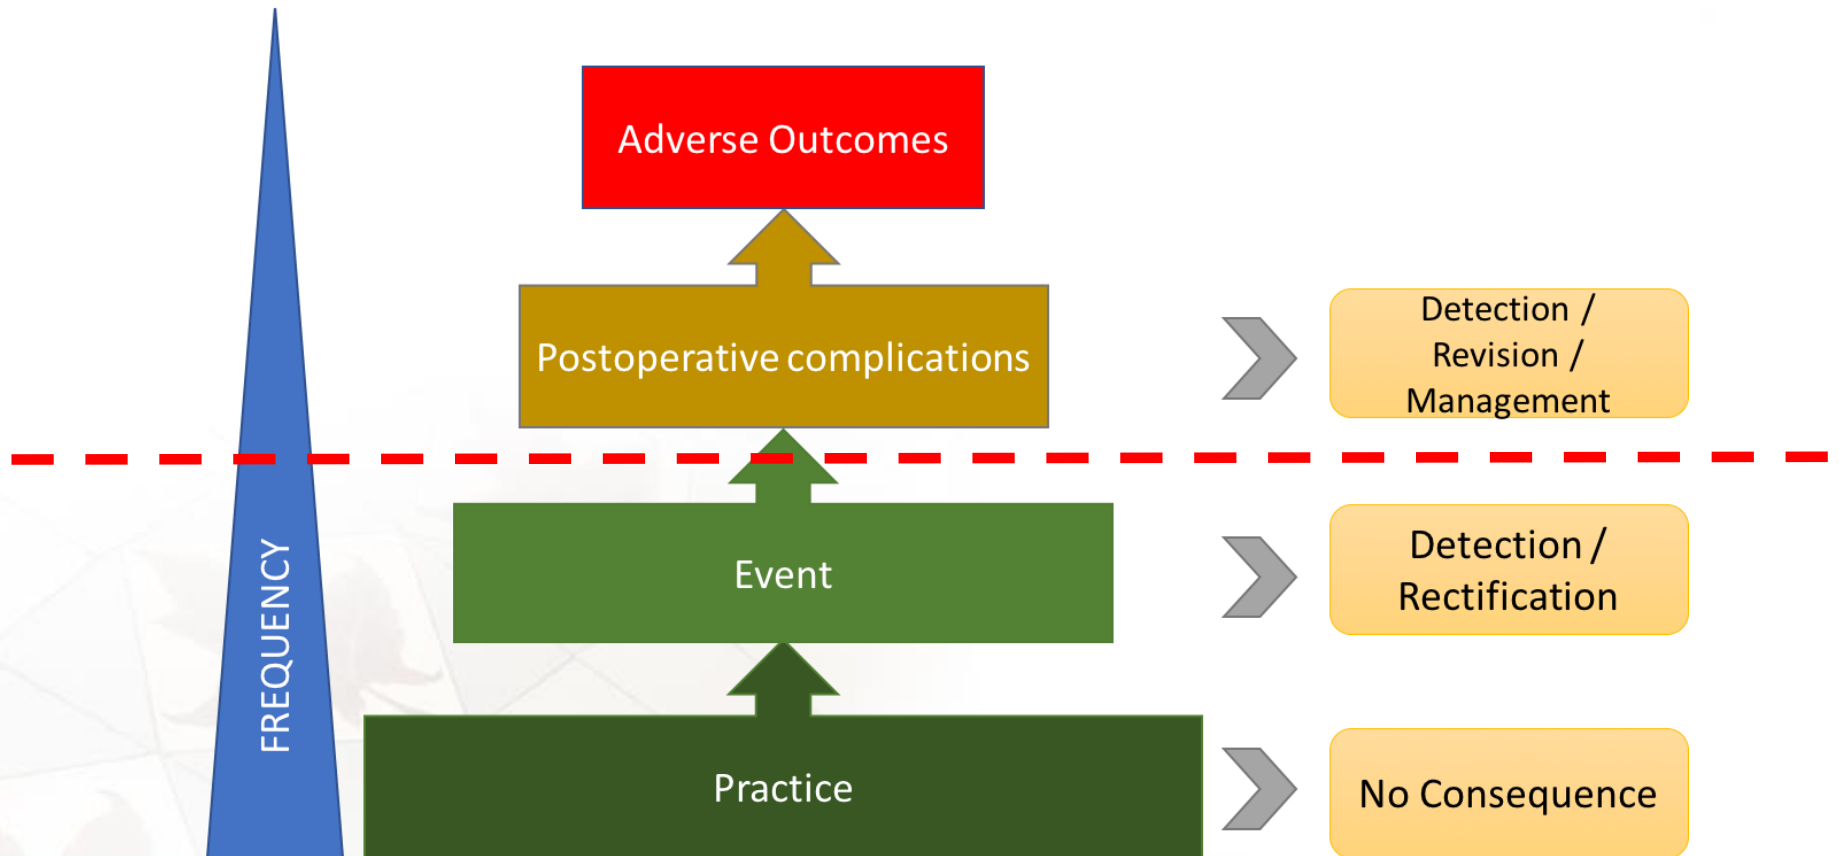 Adverse Outcomes
Postoperative complications
Detection /
Revision /
Management
Event
Detection /
Rectification
FREQUENCY
Practice
No Consequence